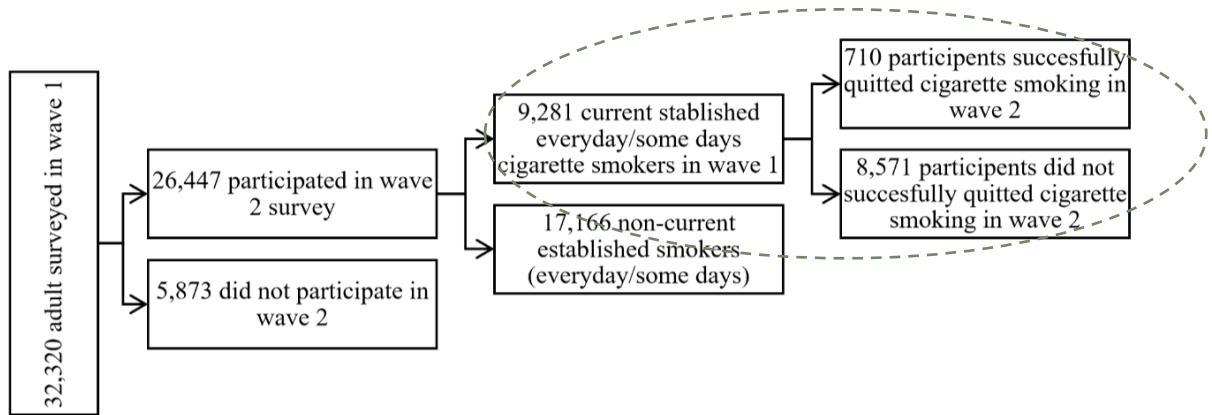 32,320 adult surveyed in wave 1
26,447 participated in wave
2 survey
5,873 did not participate in
wave 2
9,281 current stablished
everyday/some days
cigarette smokers in wave 1
17,166 non-current
established smokers
(everyday/some days)
710 participents succesfully
quitted cigarette smoking in
wave 2
8,571 participents did not
succesfully quitted cigarette
smoking in wave 2